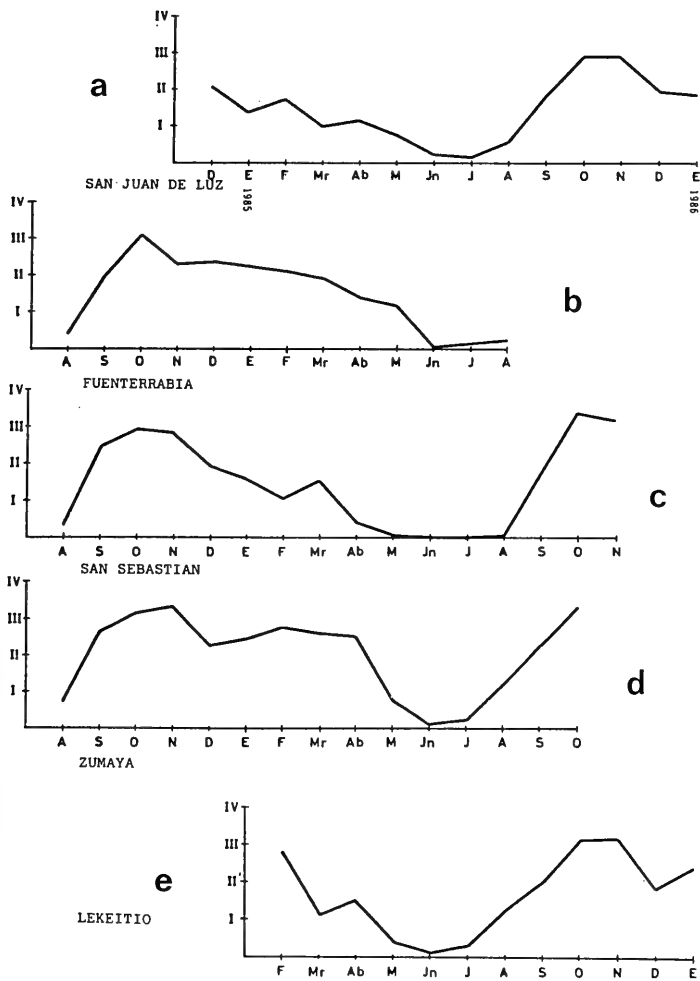 IV
III
a
II
I
D E F Mr Ab M Jn J A S O N D E
SAN JUAN DE LUZ
1985
1986
IV
III
II
b
I
A S O N D E F Mr Ab M Jn J A
FUENTERRABIA
IV
III
II
c
I
A S O N D E F Mr Ab M Jn J A S O N
SAN SEBASTIAN
IV
III
II
d
I
A S O N D E F Mr Ab M Jn J A S O
ZUMAYA
IV
III
e
II
LEKEITIO
I
F Mr Ab M Jn J A S O N D E